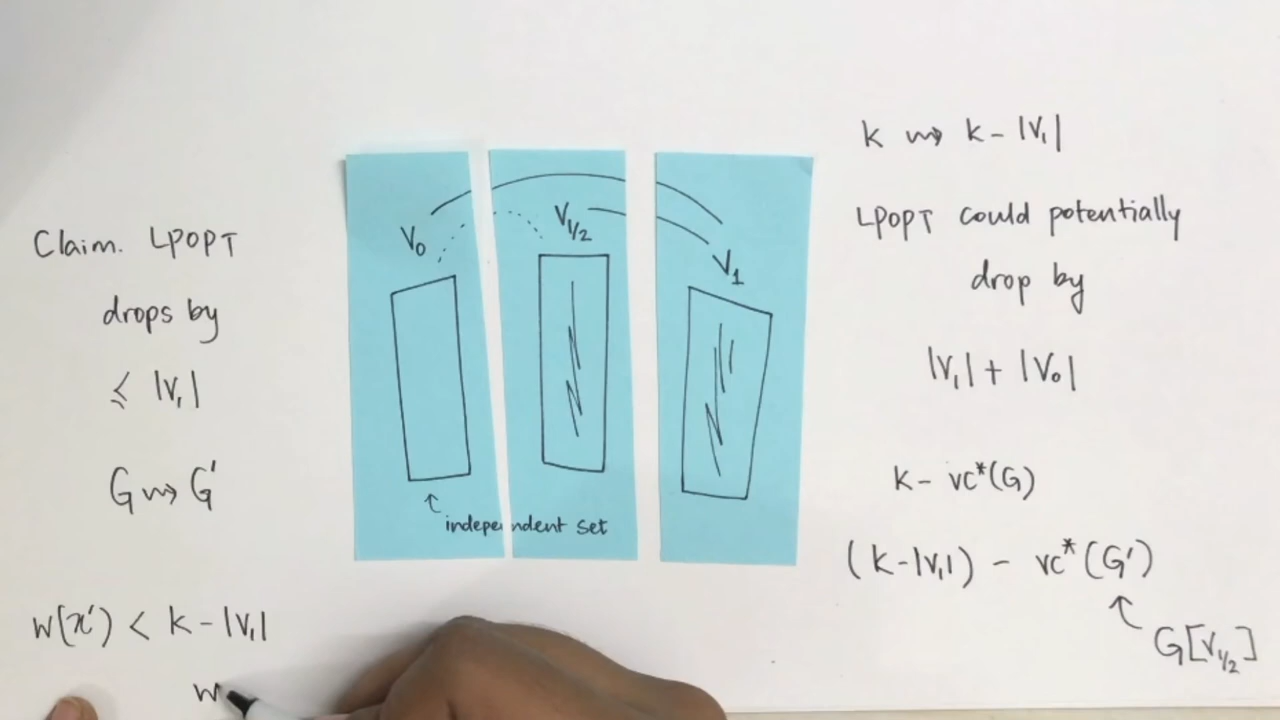 Claim. LPOPT
drops by
≤ |V₁|
G ⇝ G'
w(x') < k - |V₁|
w
V₀
V₁/₂
V₁
independent set
k ⇝ k - |V₁|
LPOPT could potentially
drop by
|V₁| + |V₀|
k - vc*(G)
(k-|V₁|) - vc*(G')
G[V₁/₂]